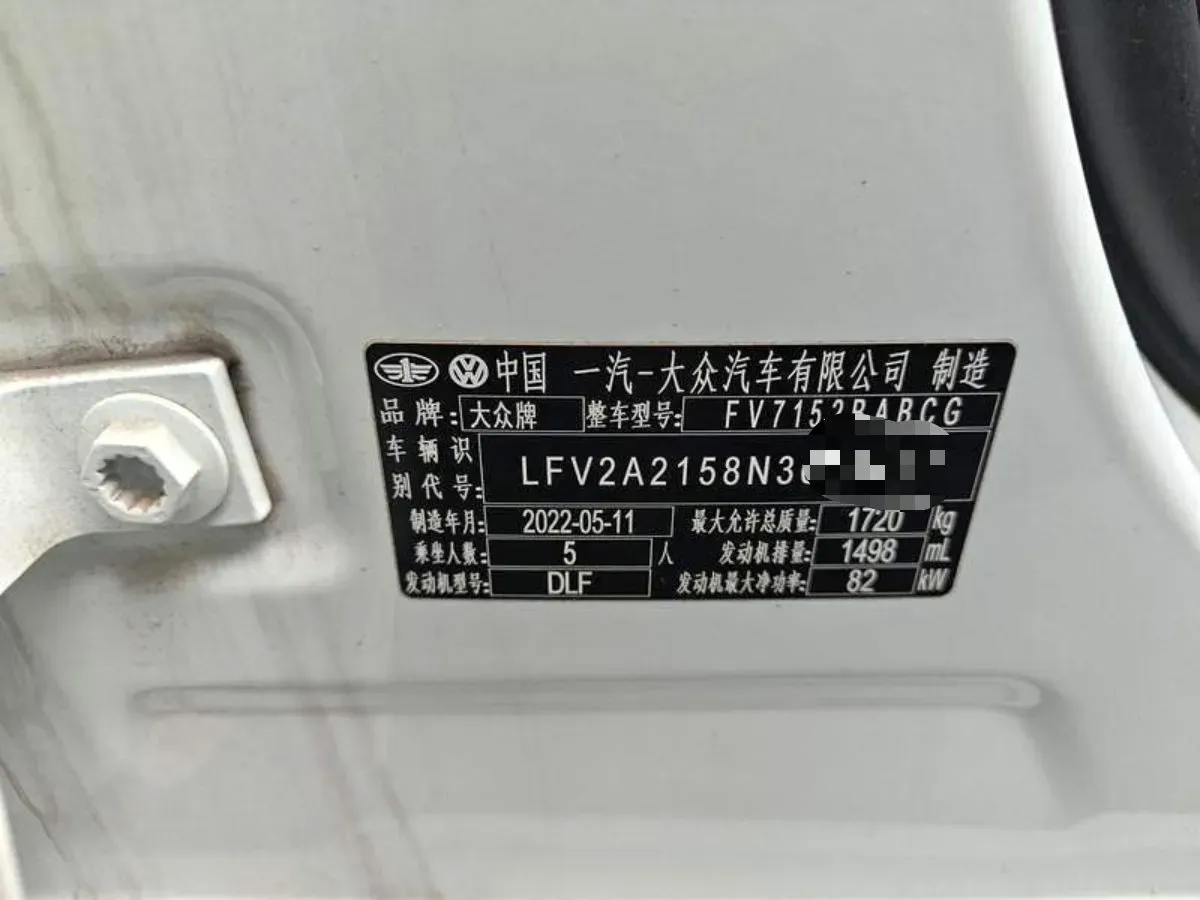 中国 一汽-大众汽车有限公司 制造
品牌: 大众牌 整车型号: FV7152BABCG
车辆识别代号: LFV2A2158N3
制造年月: 2022-05-11 最大允许总质量: 1720 kg
乘坐人数: 5 人 发动机排量: 1498 mL
发动机型号: DLF 发动机最大净功率: 82 kW